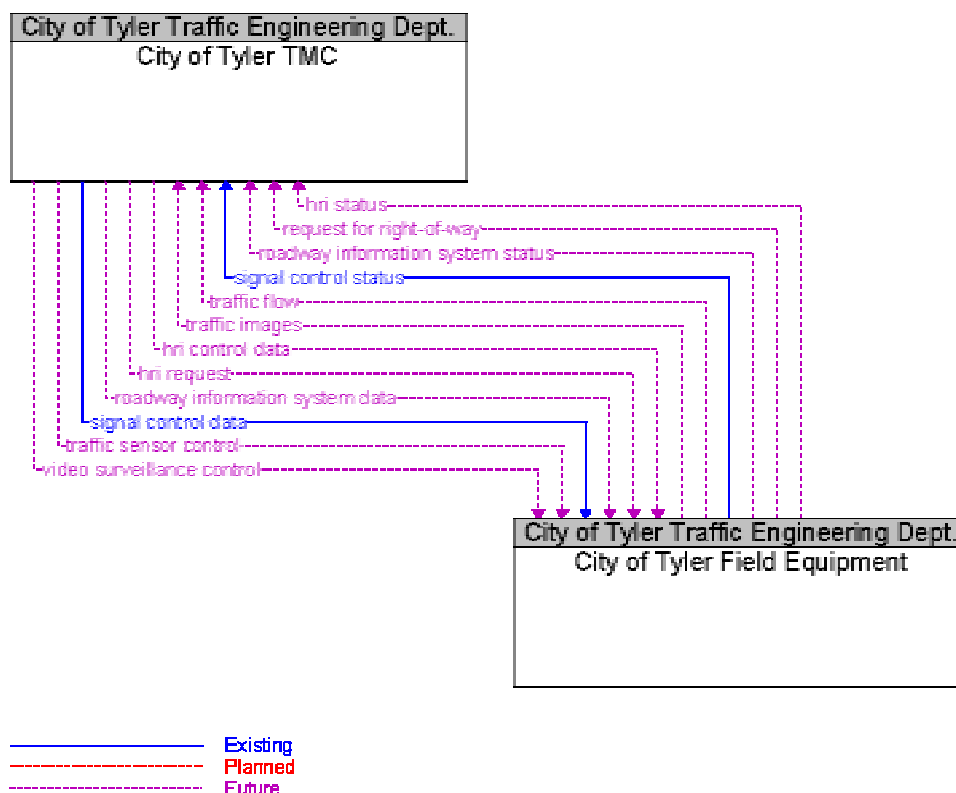 City of Tyler Traffic Engineering Dept.
City of Tyler TMC
hri status
request for right-of-way
roadway information system status
signal control status
traffic flow
traffic images
hri control data
hri request
roadway information system data
signal control data
traffic sensor control
video surveillance control
City of Tyler Traffic Engineering Dept.
City of Tyler Field Equipment
Existing
Planned
Future